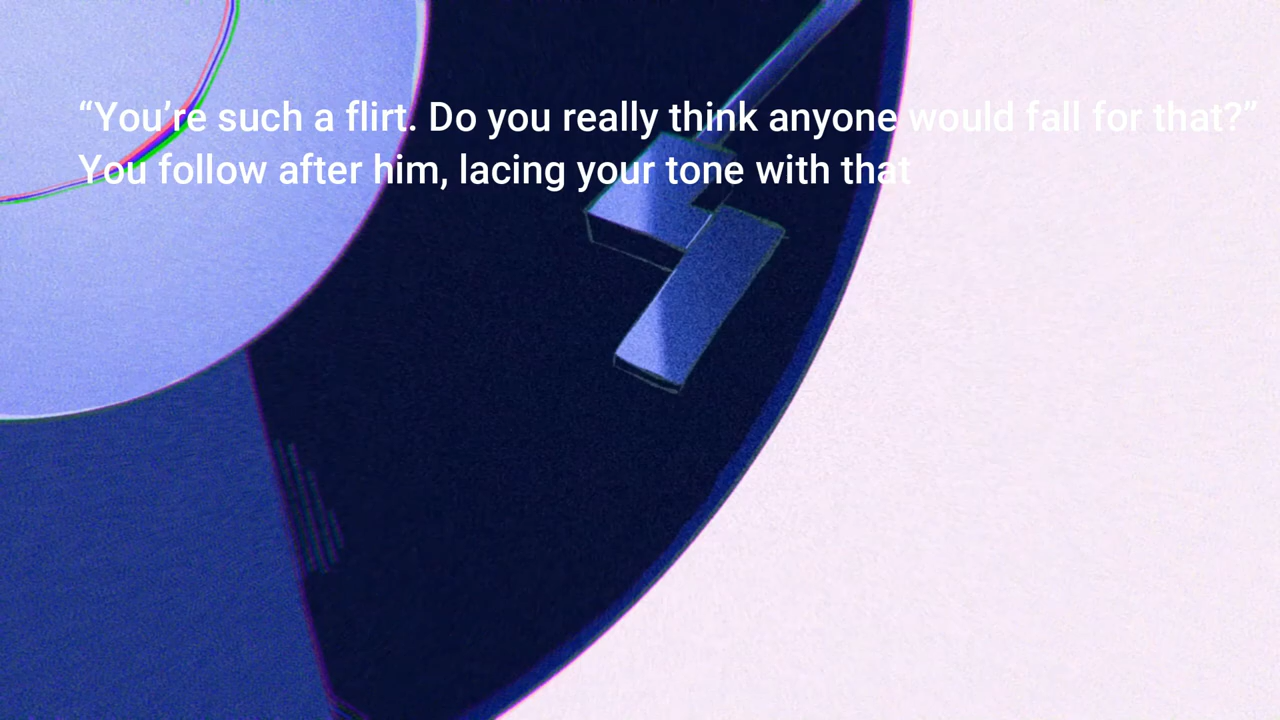 “You’re such a flirt. Do you really think anyone would fall for that?”
You follow after him, lacing your tone with that